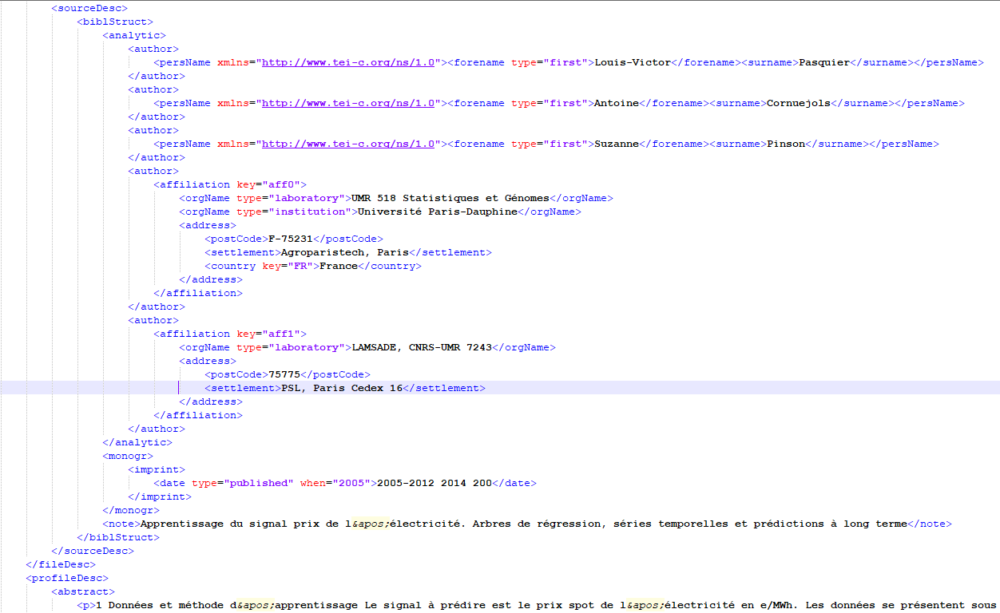 <sourceDesc>
<biblStruct>
<analytic>
<author>
<persName xmlns="http://www.tei-c.org/ns/1.0"><forename type="first">Louis-Victor</forename><surname>Pasquier</surname></persName>
</author>
<author>
<persName xmlns="http://www.tei-c.org/ns/1.0"><forename type="first">Antoine</forename><surname>Cornuejols</surname></persName>
</author>
<author>
<persName xmlns="http://www.tei-c.org/ns/1.0"><forename type="first">Suzanne</forename><surname>Pinson</surname></persName>
</author>
<author>
<affiliation key="aff0">
<orgName type="laboratory">UMR 518 Statistiques et Génomes</orgName>
<orgName type="institution">Université Paris-Dauphine</orgName>
<address>
<postCode>F-75231</postCode>
<settlement>Agroparistech, Paris</settlement>
<country key="FR">France</country>
</address>
</affiliation>
</author>
<author>
<affiliation key="aff1">
<orgName type="laboratory">LAMSADE, CNRS-UMR 7243</orgName>
<address>
<postCode>75775</postCode>
<settlement>PSL, Paris Cedex 16</settlement>
</address>
</affiliation>
</author>
</analytic>
<monogr>
<imprint>
<date type="published" when="2005">2005-2012 2014 200</date>
</imprint>
</monogr>
<note>Apprentissage du signal prix de l&apos;électricité. Arbres de régression, séries temporelles et prédictions à long terme</note>
</biblStruct>
</sourceDesc>
</fileDesc>
<profileDesc>
<abstract>
<p>1 Données et méthode d&apos;apprentissage Le signal à prédire est le prix spot de l&apos;électricité en e/MWh. Les données se présentent sous